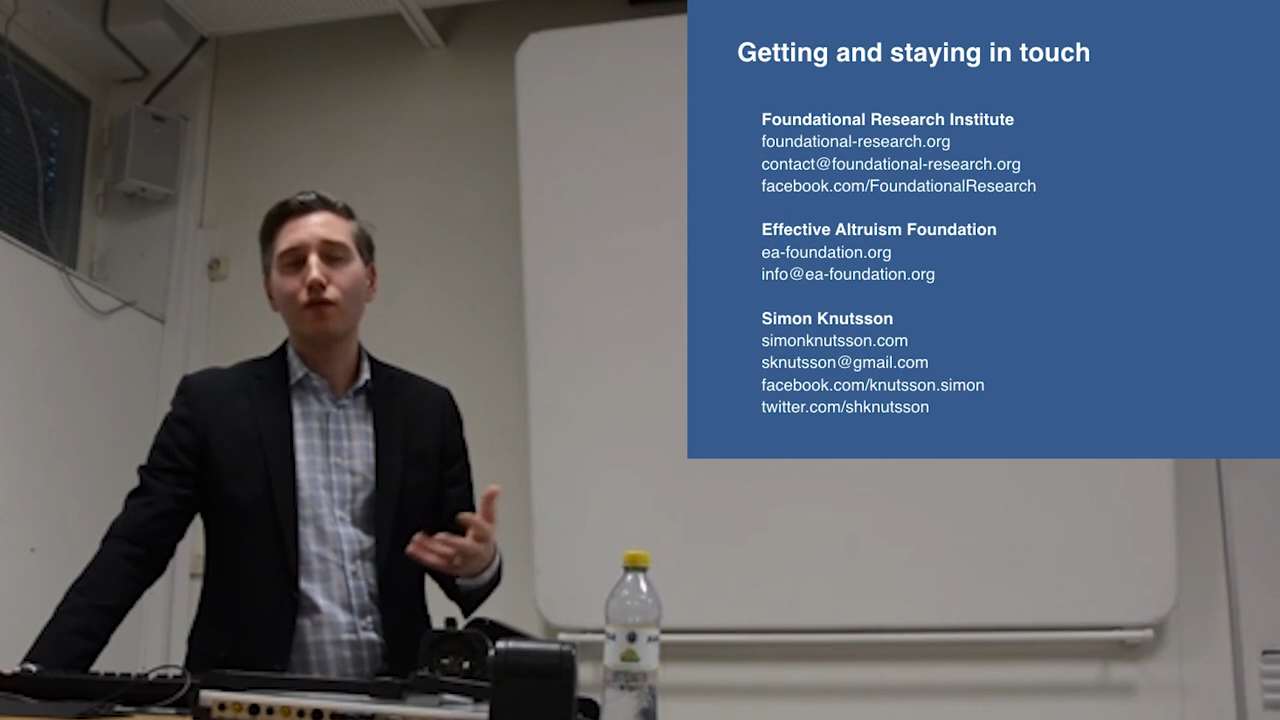 Getting and staying in touch
Foundational Research Institute
foundational-research.org
contact@foundational-research.org
facebook.com/FoundationalResearch
Effective Altruism Foundation
ea-foundation.org
info@ea-foundation.org
Simon Knutsson
simonknutsson.com
sknutsson@gmail.com
facebook.com/knutsson.simon
twitter.com/shknutsson